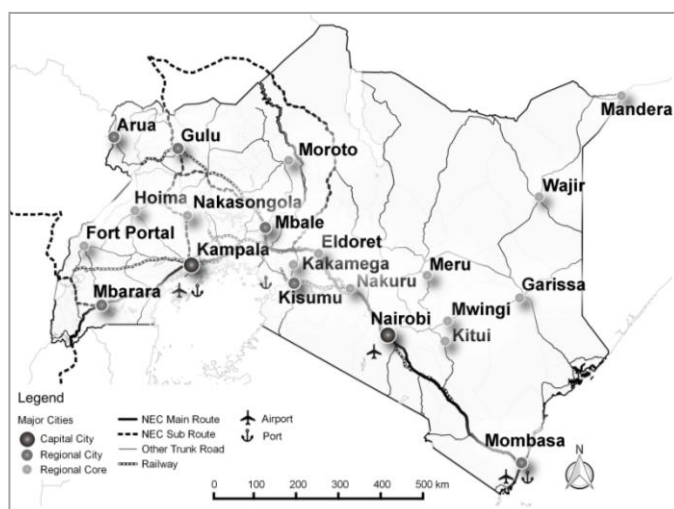 Mandera
Arua
Gulu
Moroto
Wajir
Hoima
Nakasongola
Mbale
Fort Portal
Eldoret
Kampala
Kakamega
Meru
Garissa
Nakuru
Mbarara
Kisumu
Mwingi
Nairobi
Kitui
Mombasa
Legend
Major Cities
Capital City
Regional City
Regional Core
NEC Main Route
NEC Sub Route
Other Trunk Road
Railway
Airport
Port
0 100 200 300 400 500 km
N